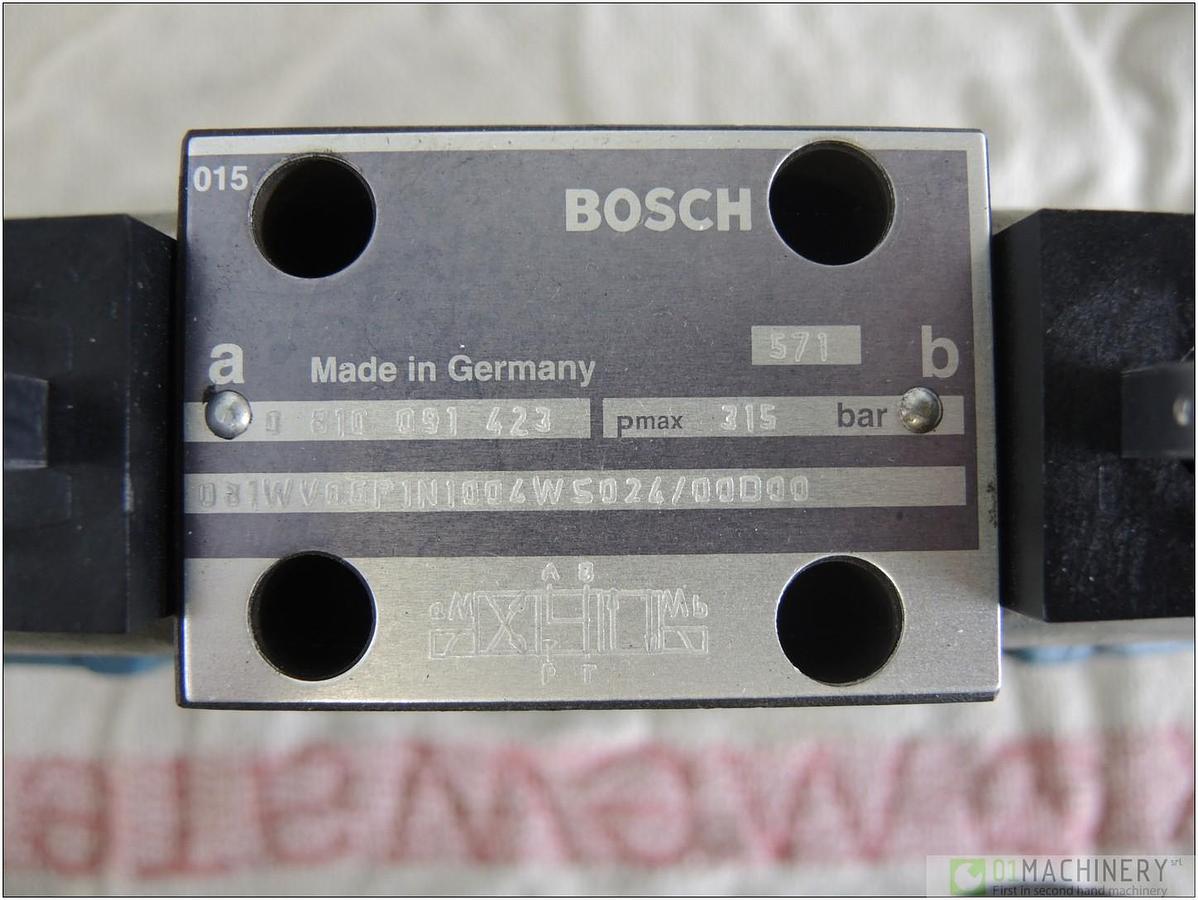 015
BOSCH
571
a
b
Made in Germany
0 810 091 423
pmax 315 bar
081WV06P1N1004WS024/00D00
A B
a W
W b
P T
01MACHINERY srl
First in second hand machinery